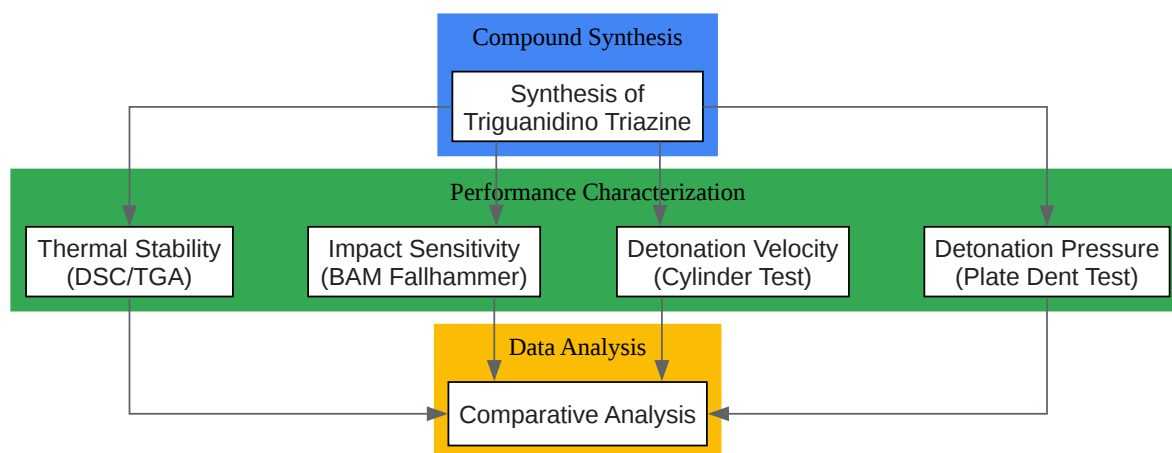 Compound Synthesis
Synthesis of
Triguanidino Triazine
Performance Characterization
Thermal Stability
(DSC/TGA)
Impact Sensitivity
(BAM Fallhammer)
Detonation Velocity
(Cylinder Test)
Detonation Pressure
(Plate Dent Test)
Data Analysis
Comparative Analysis